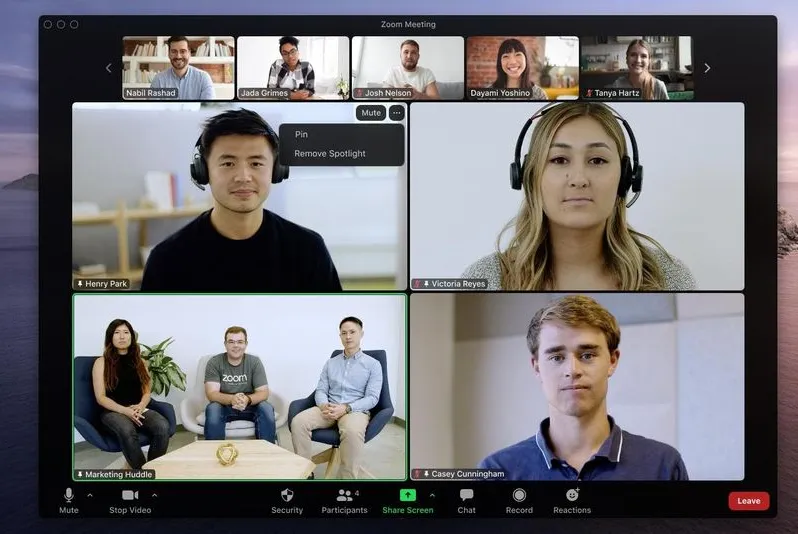 Zoom Meeting
Nabil Rashad
Jada Grimes
Josh Nelson
Dayami Yoshino
Tanya Hartz
Mute
Pin
Remove Spotlight
Henry Park
Victoria Reyes
zoom
Marketing Huddle
Casey Cunningham
4
Mute
Stop Video
Security
Participants
Share Screen
Chat
Record
Reactions
Leave